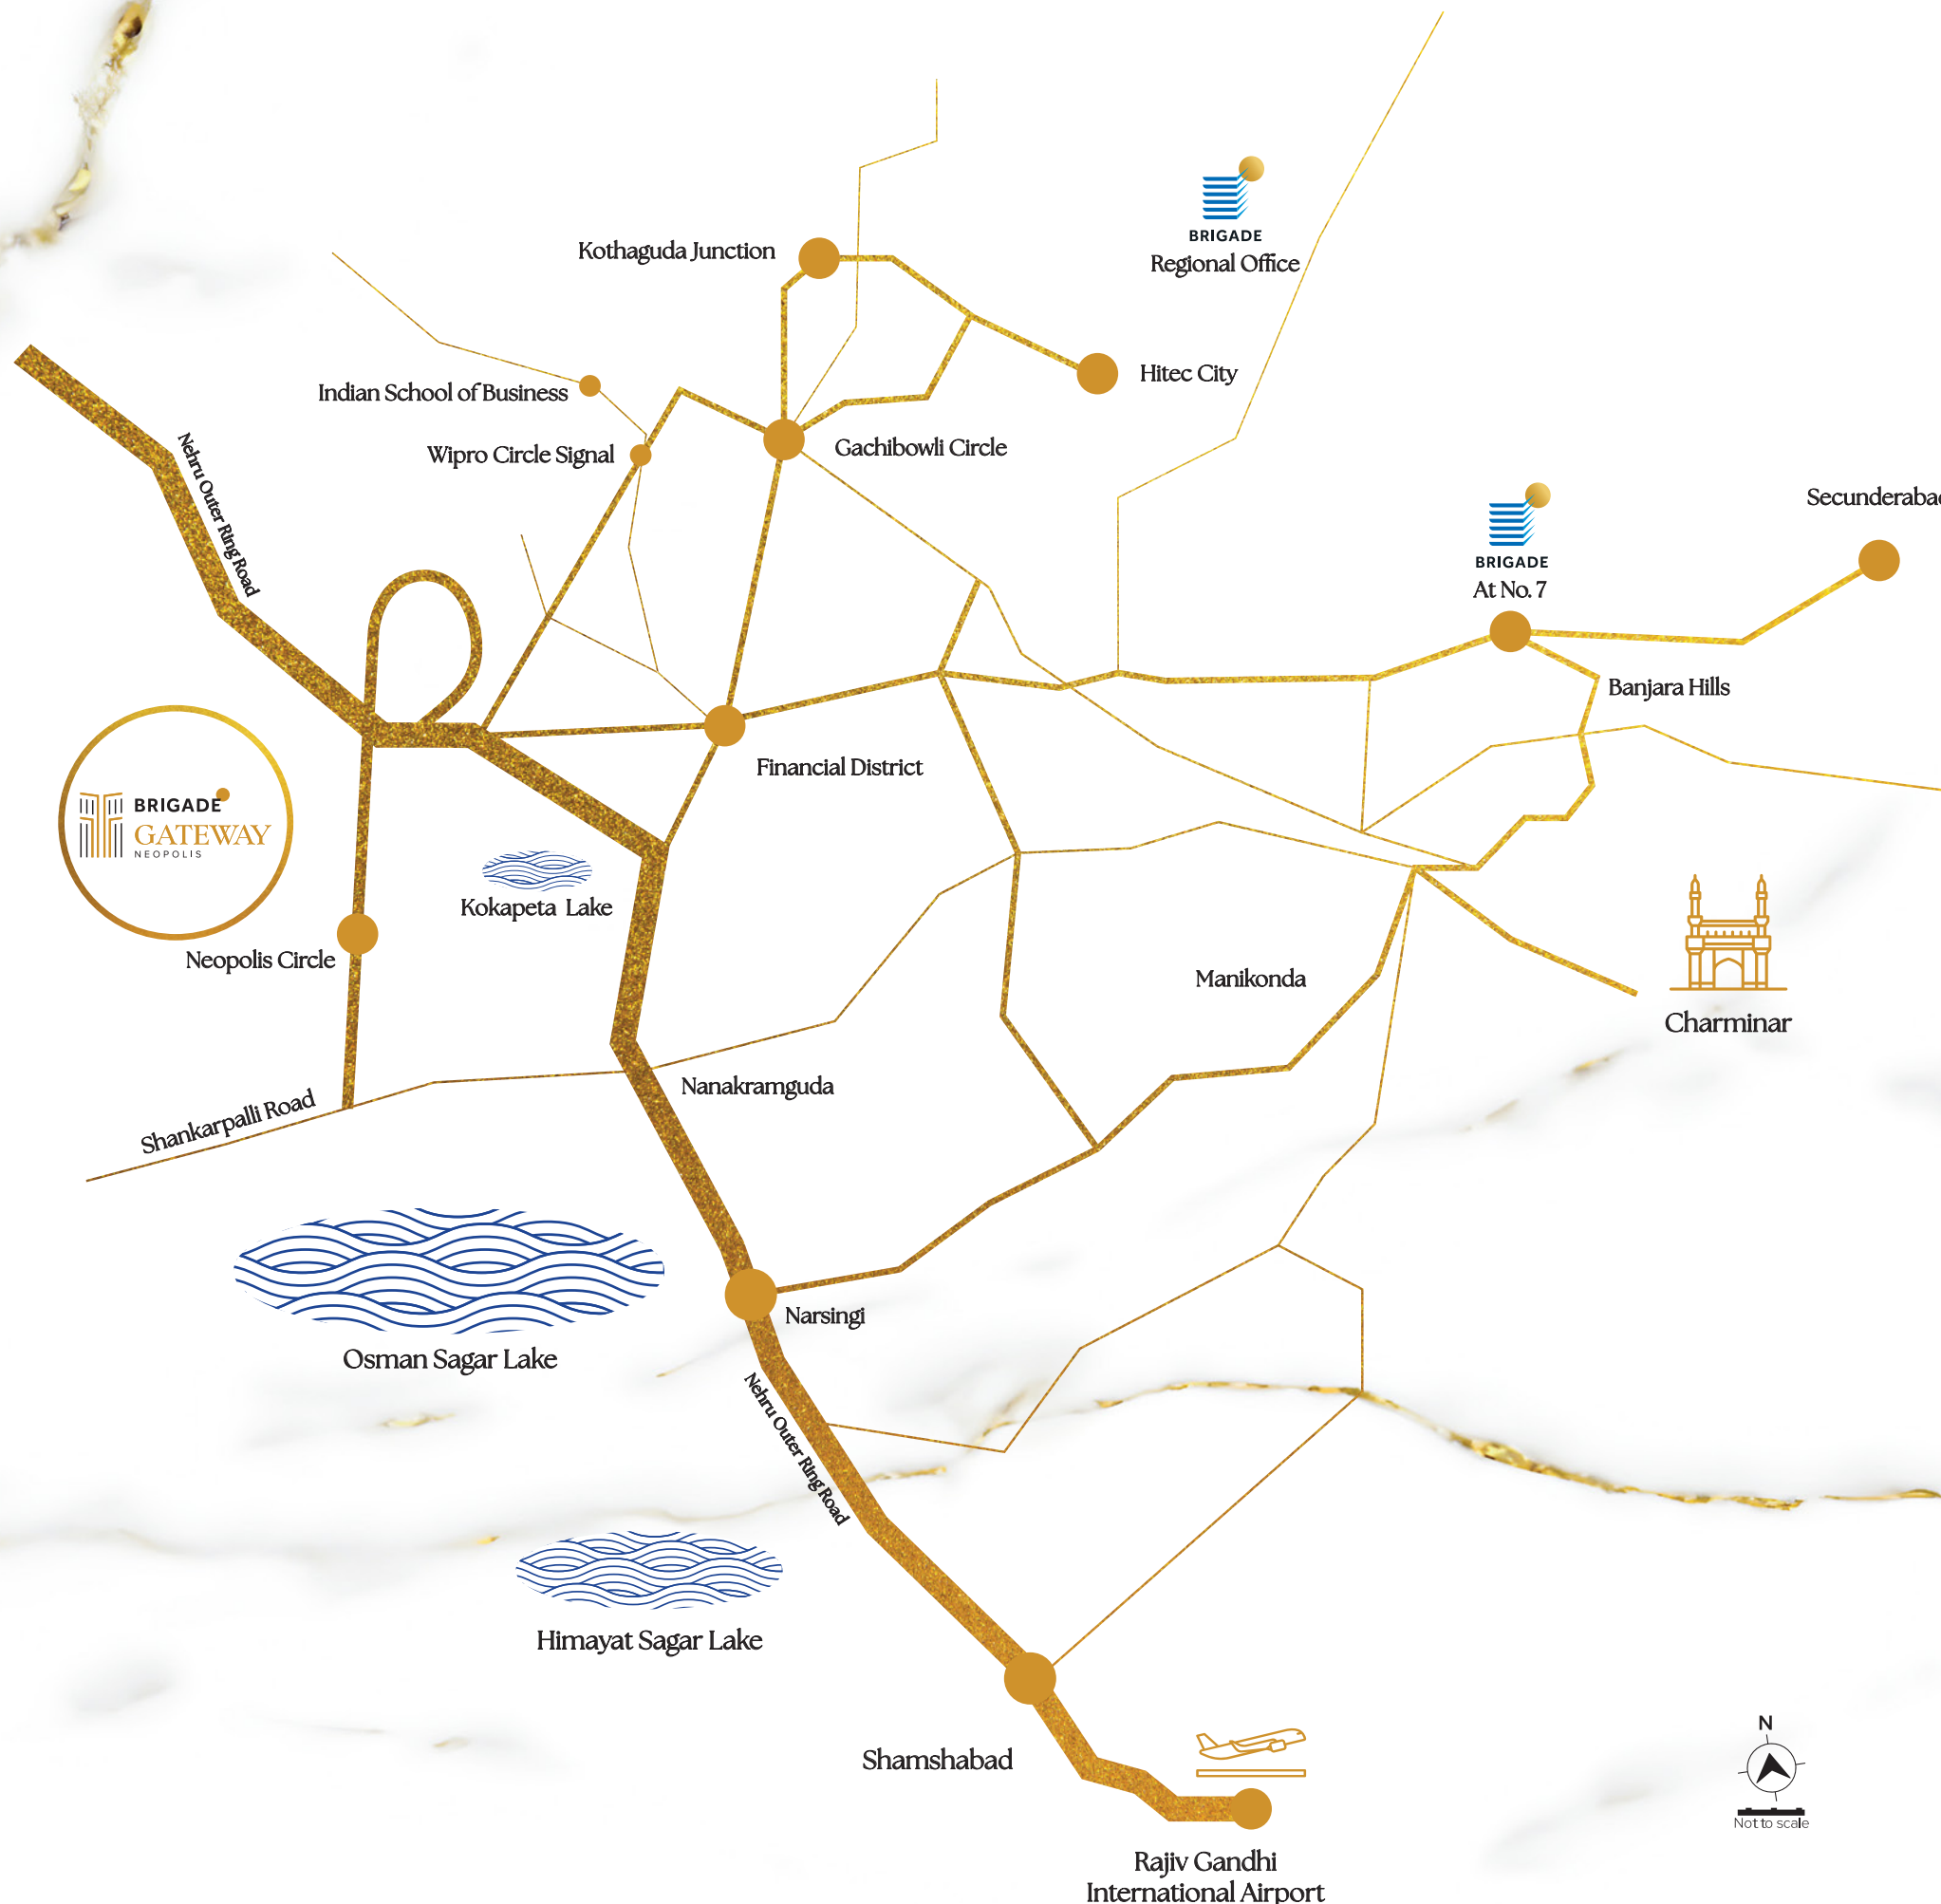 BRIGADE
Regional Office
Kothaguda Junction
Hitec City
Indian School of Business
Gachibowli Circle
Wipro Circle Signal
Nehru Outer Ring Road
Secunderabad
BRIGADE
At No. 7
Banjara Hills
Financial District
BRIGADE
GATEWAY
NEOPOLIS
Kokapeta Lake
Neopolis Circle
Manikonda
Charminar
Nanakramguda
Shankarpalli Road
Narsingi
Osman Sagar Lake
Nehru Outer Ring Road
Himayat Sagar Lake
Shamshabad
N
Not to scale
Rajiv Gandhi
International Airport